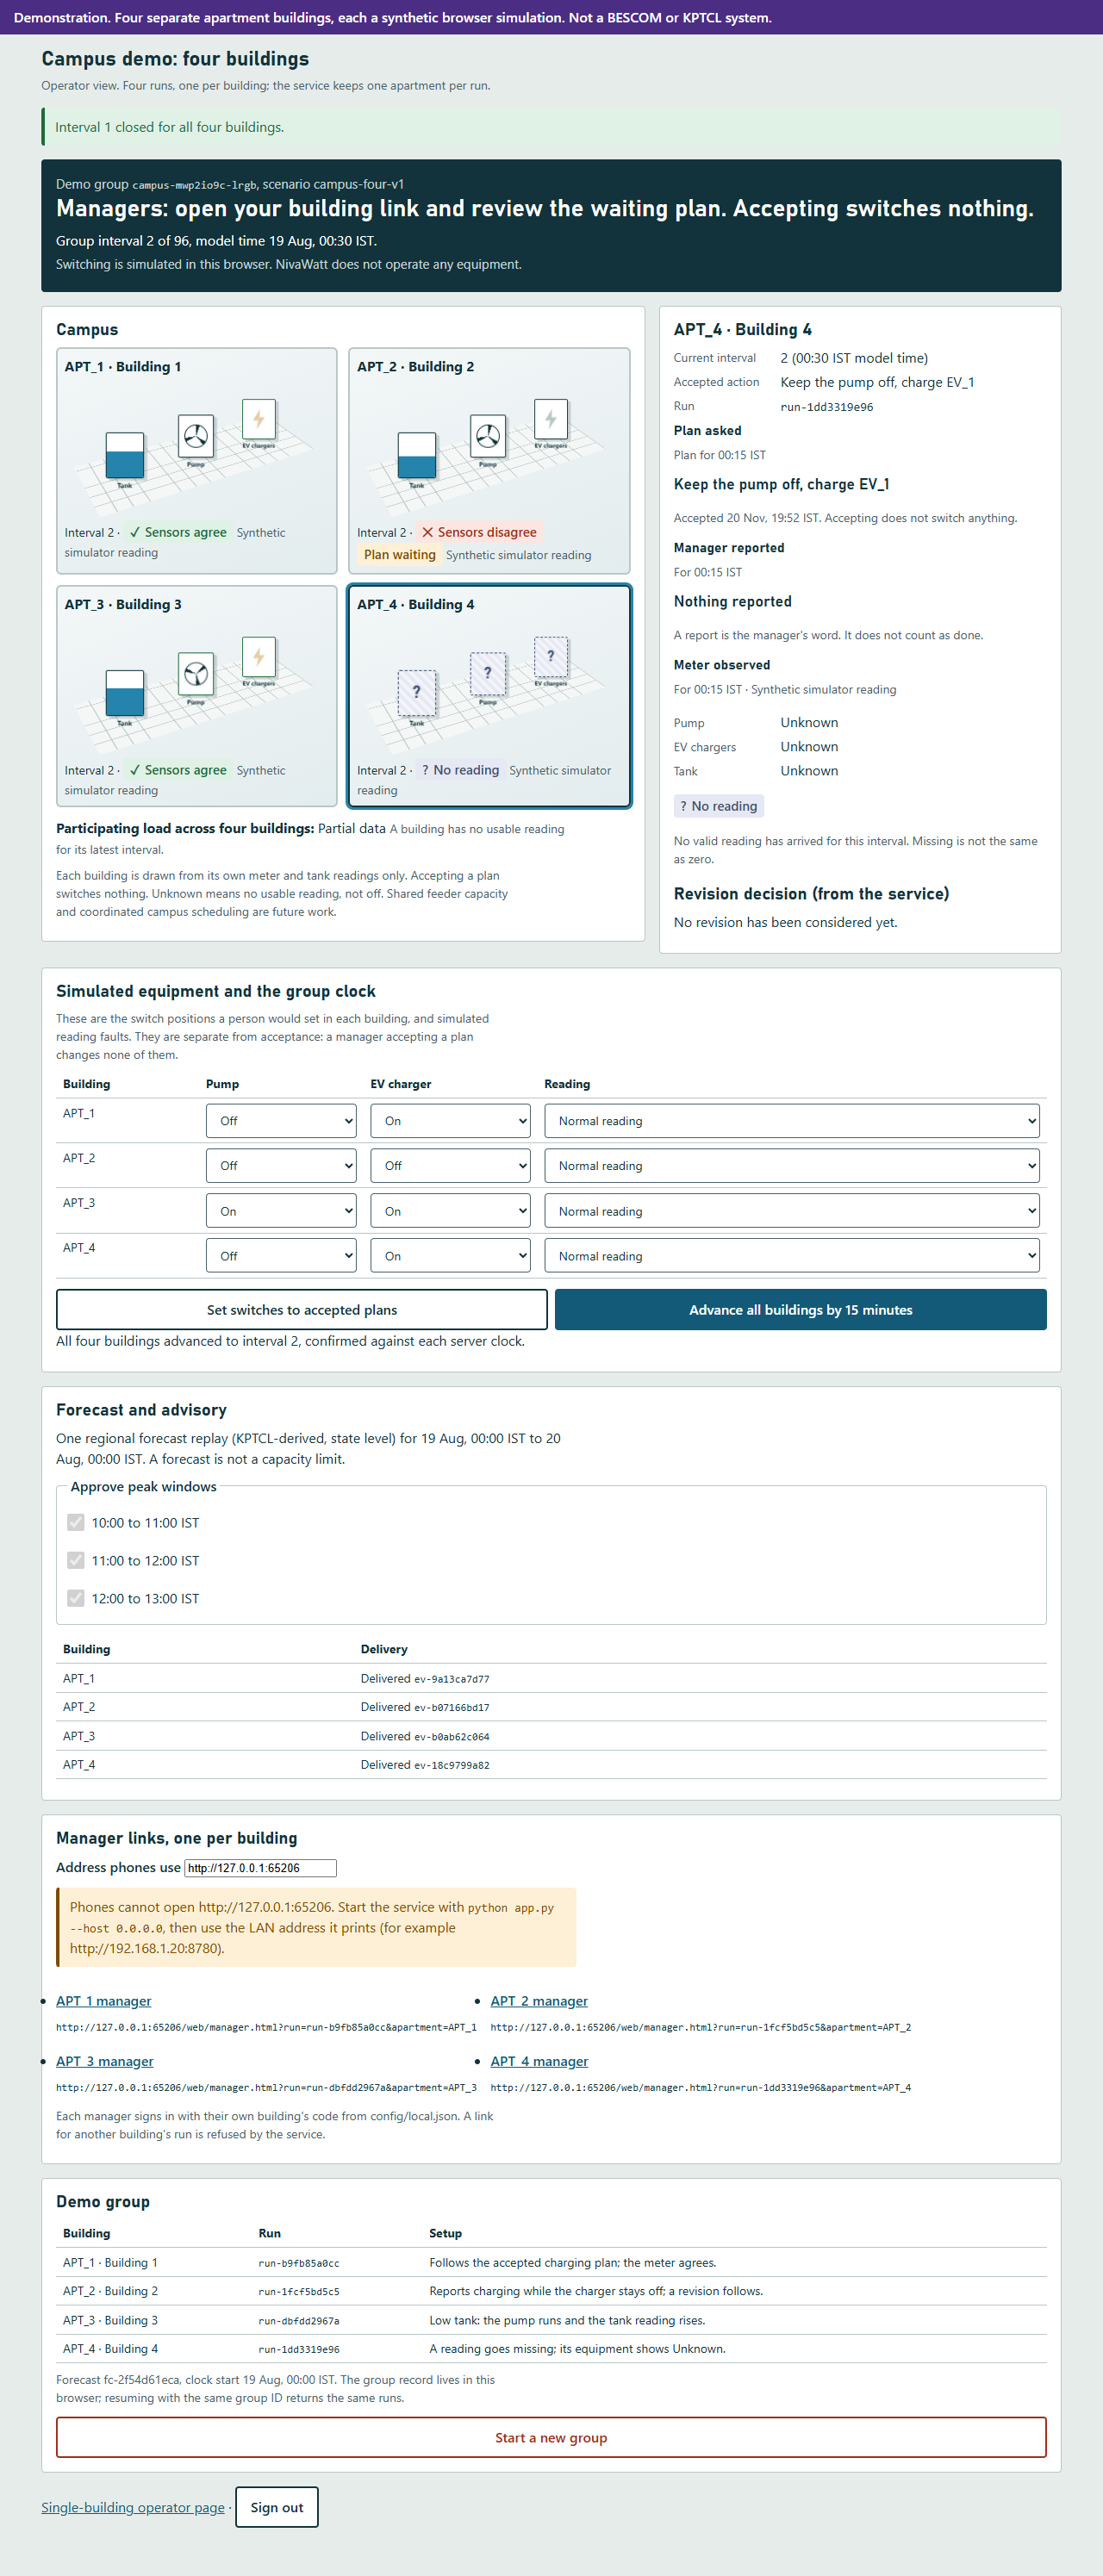 Demonstration. Four separate apartment buildings, each a synthetic browser simulation. Not a BESCOM or KPTCL system.
Campus demo: four buildings
Operator view. Four runs, one per building; the service keeps one apartment per run.
Interval 1 closed for all four buildings.
Demo group campus-mwp2io9c-lrgb, scenario campus-four-v1
Managers: open your building link and review the waiting plan. Accepting switches nothing.
Group interval 2 of 96, model time 19 Aug, 00:30 IST.
Switching is simulated in this browser. NivaWatt does not operate any equipment.
Campus
APT_1 · Building 1
Tank
Pump
EV chargers
Interval 2 · ✓ Sensors agree Synthetic
simulator reading
APT_2 · Building 2
Tank
Pump
EV chargers
Interval 2 · ✕ Sensors disagree
Plan waiting Synthetic simulator reading
APT_3 · Building 3
Tank
Pump
EV chargers
Interval 2 · ✓ Sensors agree Synthetic
simulator reading
APT_4 · Building 4
?
?
?
Tank
Pump
EV chargers
Interval 2 · ? No reading Synthetic simulator
reading
Participating load across four buildings: Partial data A building has no usable reading
for its latest interval.
Each building is drawn from its own meter and tank readings only. Accepting a plan
switches nothing. Unknown means no usable reading, not off. Shared feeder capacity
and coordinated campus scheduling are future work.
APT_4 · Building 4
Current interval 2 (00:30 IST model time)
Accepted action Keep the pump off, charge EV_1
Run run-1dd3319e96
Plan asked
Plan for 00:15 IST
Keep the pump off, charge EV_1
Accepted 20 Nov, 19:52 IST. Accepting does not switch anything.
Manager reported
For 00:15 IST
Nothing reported
A report is the manager's word. It does not count as done.
Meter observed
For 00:15 IST · Synthetic simulator reading
Pump Unknown
EV chargers Unknown
Tank Unknown
? No reading
No valid reading has arrived for this interval. Missing is not the same
as zero.
Revision decision (from the service)
No revision has been considered yet.
Simulated equipment and the group clock
These are the switch positions a person would set in each building, and simulated
reading faults. They are separate from acceptance: a manager accepting a plan
changes none of them.
Building Pump EV charger Reading
APT_1 Off On Normal reading
APT_2 Off Off Normal reading
APT_3 On On Normal reading
APT_4 Off On Normal reading
Set switches to accepted plans
Advance all buildings by 15 minutes
All four buildings advanced to interval 2, confirmed against each server clock.
Forecast and advisory
One regional forecast replay (KPTCL-derived, state level) for 19 Aug, 00:00 IST to 20
Aug, 00:00 IST. A forecast is not a capacity limit.
Approve peak windows
10:00 to 11:00 IST
11:00 to 12:00 IST
12:00 to 13:00 IST
Building Delivery
APT_1 Delivered ev-9a13ca7d77
APT_2 Delivered ev-b07166bd17
APT_3 Delivered ev-b0ab62c064
APT_4 Delivered ev-18c9799a82
Manager links, one per building
Address phones use http://127.0.0.1:65206
Phones cannot open http://127.0.0.1:65206. Start the service with python app.py
--host 0.0.0.0, then use the LAN address it prints (for example
http://192.168.1.20:8780).
APT_1 manager
http://127.0.0.1:65206/web/manager.html?run=run-b9fb85a0cc&apartment=APT_1
APT_2 manager
http://127.0.0.1:65206/web/manager.html?run=run-1fcf5bd5c5&apartment=APT_2
APT_3 manager
http://127.0.0.1:65206/web/manager.html?run=run-dbfdd2967a&apartment=APT_3
APT_4 manager
http://127.0.0.1:65206/web/manager.html?run=run-1dd3319e96&apartment=APT_4
Each manager signs in with their own building's code from config/local.json. A link
for another building's run is refused by the service.
Demo group
Building Run Setup
APT_1 · Building 1 run-b9fb85a0cc Follows the accepted charging plan; the meter agrees.
APT_2 · Building 2 run-1fcf5bd5c5 Reports charging while the charger stays off; a revision follows.
APT_3 · Building 3 run-dbfdd2967a Low tank: the pump runs and the tank reading rises.
APT_4 · Building 4 run-1dd3319e96 A reading goes missing; its equipment shows Unknown.
Forecast fc-2f54d61eca, clock start 19 Aug, 00:00 IST. The group record lives in this
browser; resuming with the same group ID returns the same runs.
Start a new group
Single-building operator page · Sign out